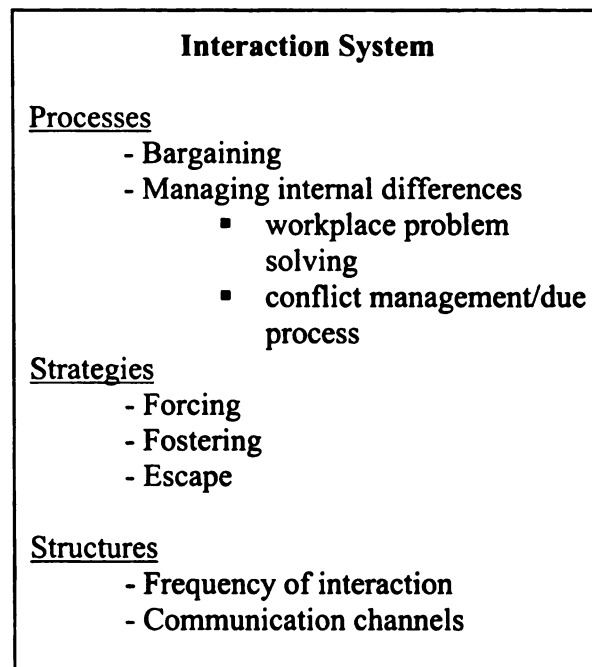 Interaction System
Processes
- Bargaining
- Managing internal differences
▪ workplace problem
solving
▪ conflict management/due
process
Strategies
- Forcing
- Fostering
- Escape
Structures
- Frequency of interaction
- Communication channels